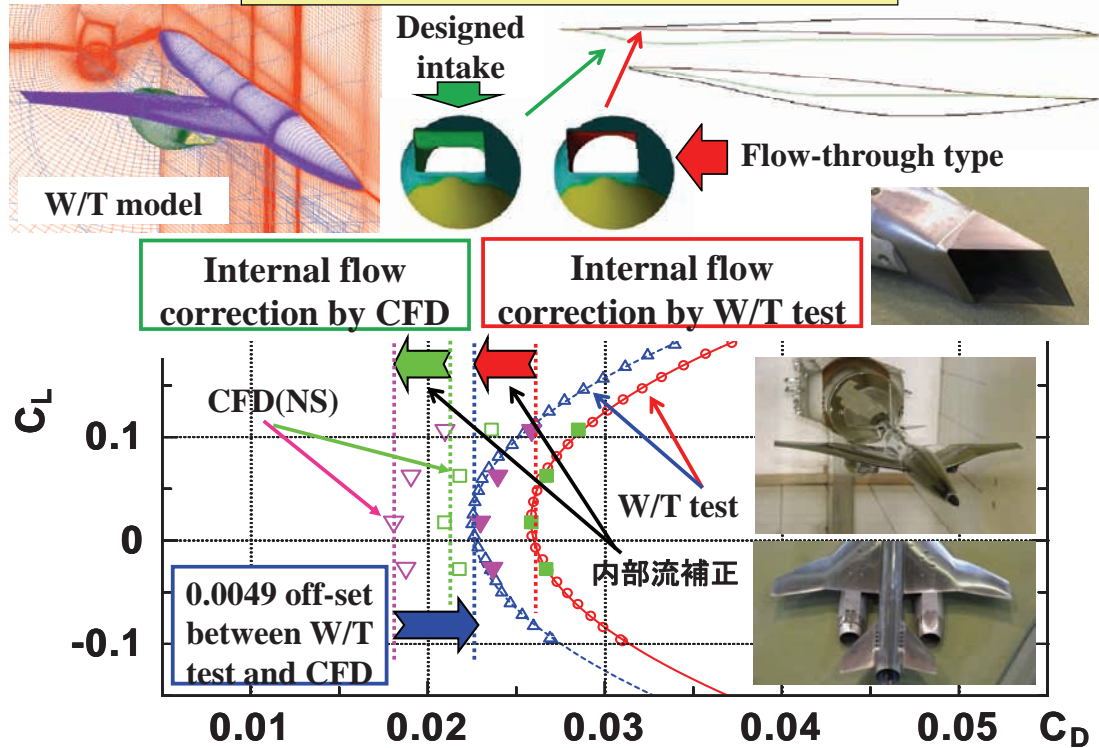 Designed
intake
W/T model
Flow-through type
Internal flow
correction by CFD
Internal flow
correction by W/T test
C_L
CFD(NS)
0.1
W/T test
0
内部流補正
0.0049 off-set
between W/T
test and CFD
-0.1
0.01
0.02
0.03
0.04
0.05
C_D